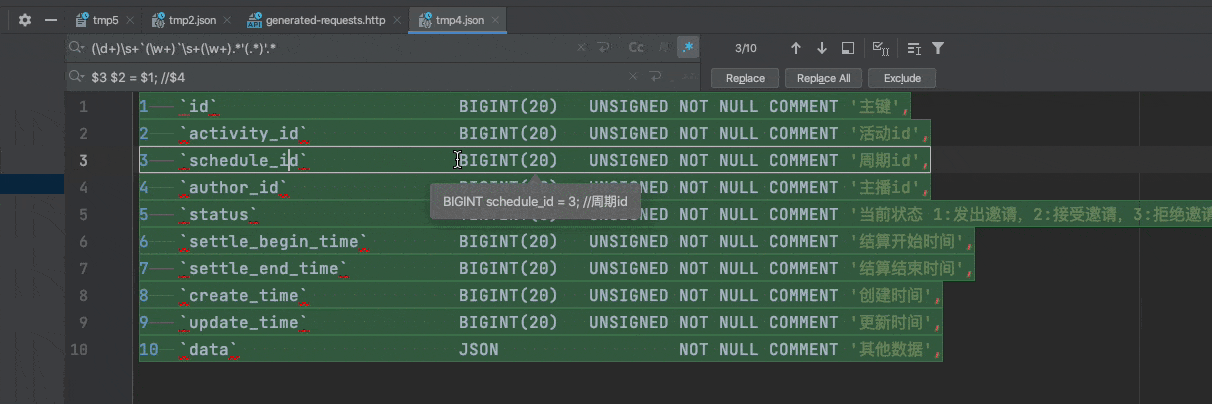 tmp5 tmp2.json generated-requests.http tmp4.json
(\d+)\s+`(\w+)`\s+(\w+).*'(.*)'.* Cc .* 3/10
$3 $2 = $1; //$4 Replace Replace All Exclude
1 1 `id` BIGINT(20) UNSIGNED NOT NULL COMMENT '主键',
2 2 `activity_id` BIGINT(20) UNSIGNED NOT NULL COMMENT '活动id',
3 3 `schedule_id` BIGINT(20) UNSIGNED NOT NULL COMMENT '周期id',
4 4 `author_id` UNSIGNED NOT NULL COMMENT '主播id',
BIGINT schedule_id = 3; //周期id
5 5 `status` '当前状态 1:发出邀请, 2:接受邀请, 3:拒绝邀请
6 6 `settle_begin_time` BIGINT(20) UNSIGNED NOT NULL COMMENT '结算开始时间',
7 7 `settle_end_time` BIGINT(20) UNSIGNED NOT NULL COMMENT '结算结束时间',
8 8 `create_time` BIGINT(20) UNSIGNED NOT NULL COMMENT '创建时间',
9 9 `update_time` BIGINT(20) UNSIGNED NOT NULL COMMENT '更新时间',
10 10 `data` JSON NOT NULL COMMENT '其他数据',